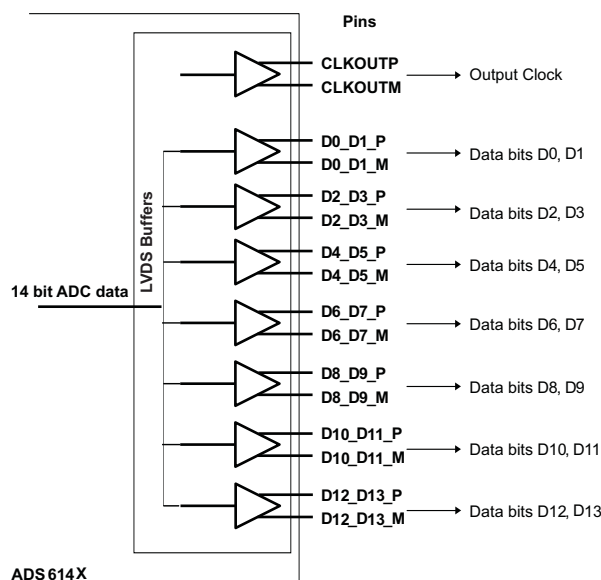 Pins
CLKOUTP
CLKOUTM
Output Clock
D0_D1_P
D0_D1_M
Data bits D0, D1
D2_D3_P
D2_D3_M
Data bits D2, D3
D4_D5_P
D4_D5_M
Data bits D4, D5
LVDS Buffers
14 bit ADC data
D6_D7_P
D6_D7_M
Data bits D6, D7
D8_D9_P
D8_D9_M
Data bits D8, D9
D10_D11_P
D10_D11_M
Data bits D10, D11
D12_D13_P
D12_D13_M
Data bits D12, D13
ADS614X